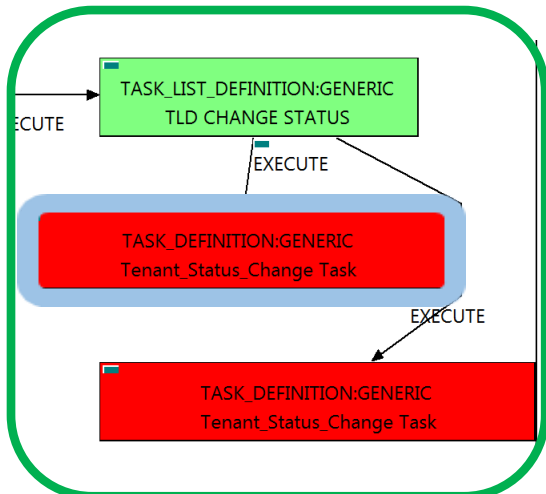 TASK_LIST_DEFINITION:GENERIC
TLD CHANGE STATUS
ECUTE
EXECUTE
TASK_DEFINITION:GENERIC
Tenant_Status_Change Task
EXECUTE
TASK_DEFINITION:GENERIC
Tenant_Status_Change Task